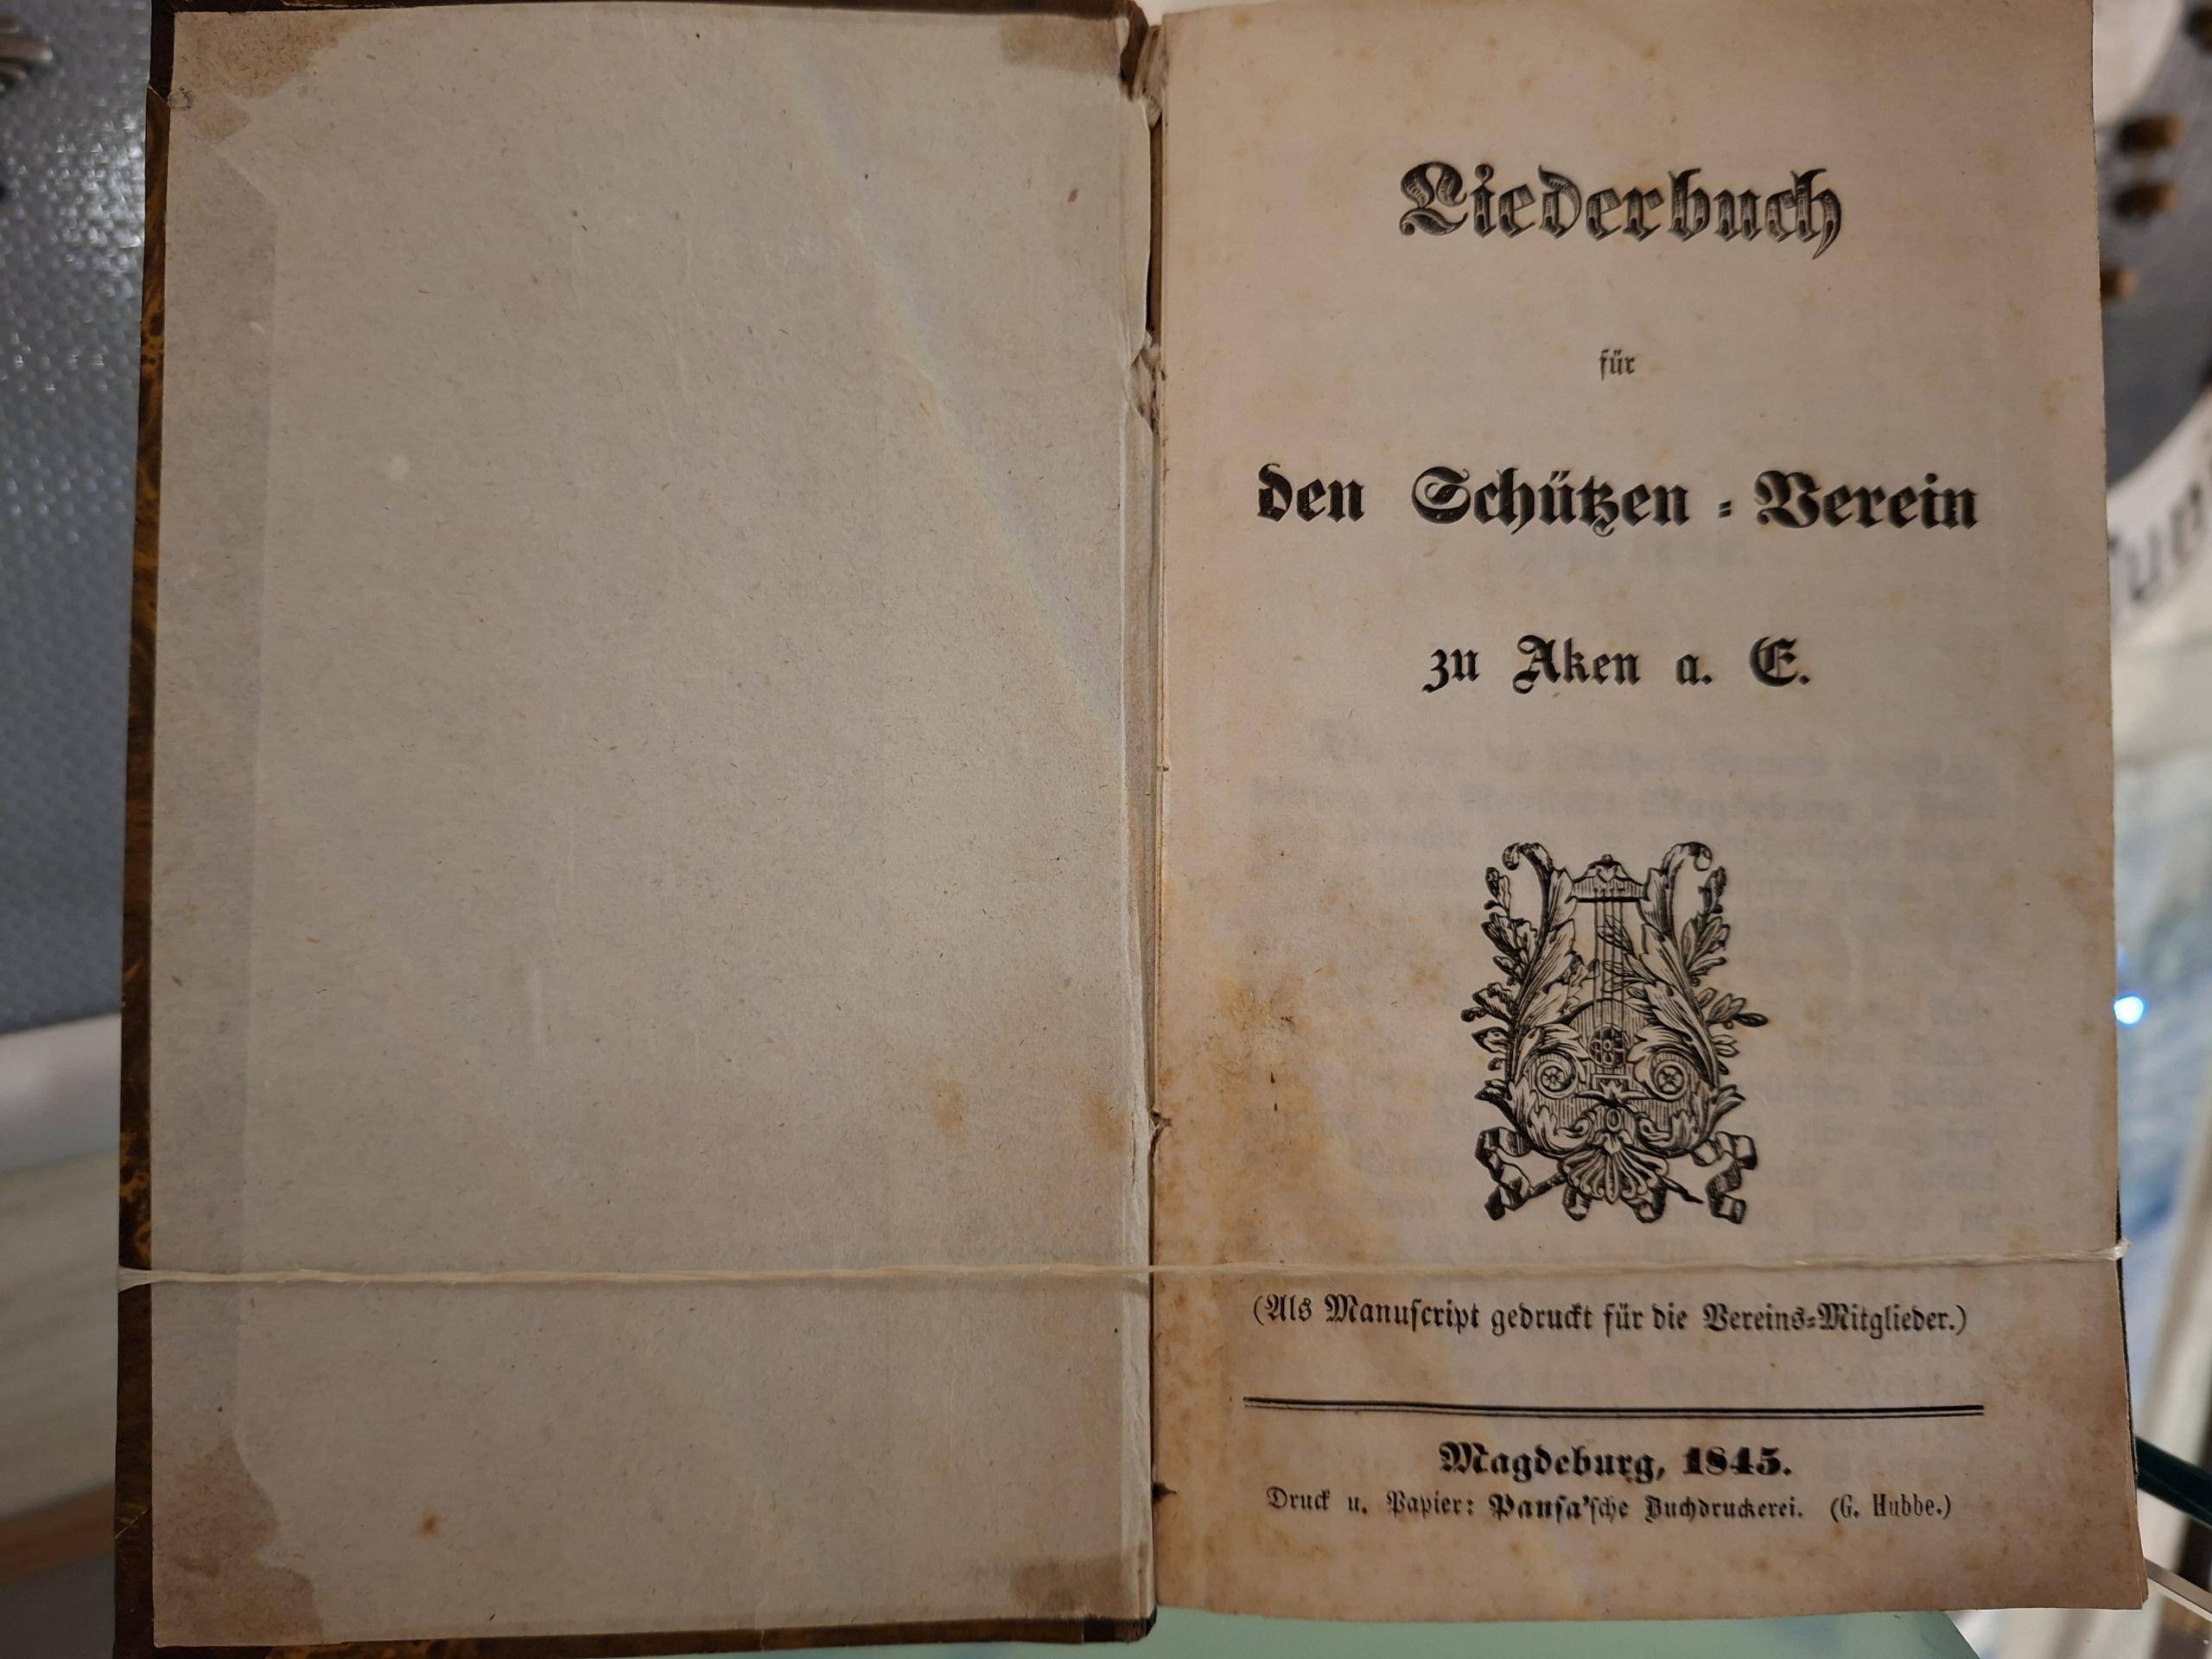 Liederbuch
für
den Schützen-Verein
zu Aken a. E.
(Als Manuſcript gedruckt für die Vereins-Mitglieder.)
Magdeburg, 1845.
Druck u. Papier: Panſa'ſche Buchdruckerei. (G. Hubbe.)